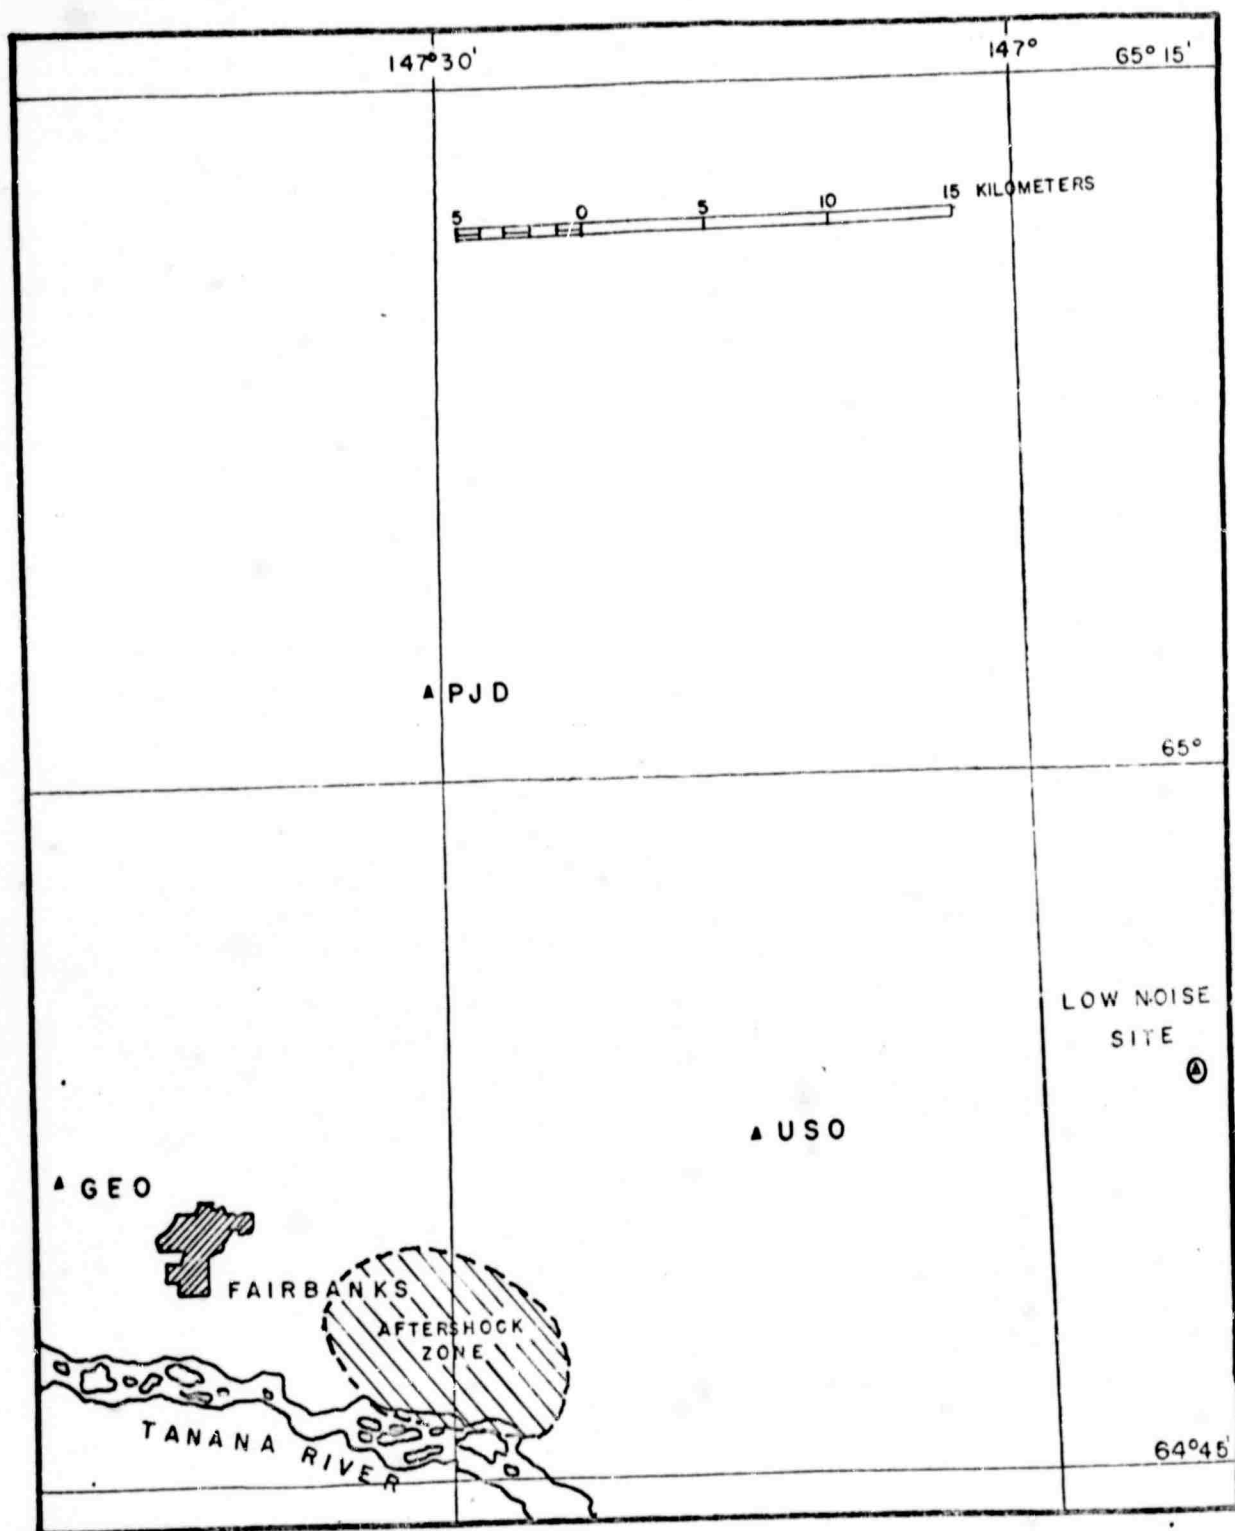 147°30'
147°
65° 15'
5 0 5 10 15 KILOMETERS
PJD
65°
LOW NOISE
SITE
USO
GEO
FAIRBANKS
AFTERSHOCK
ZONE
TANANA RIVER
64°45'